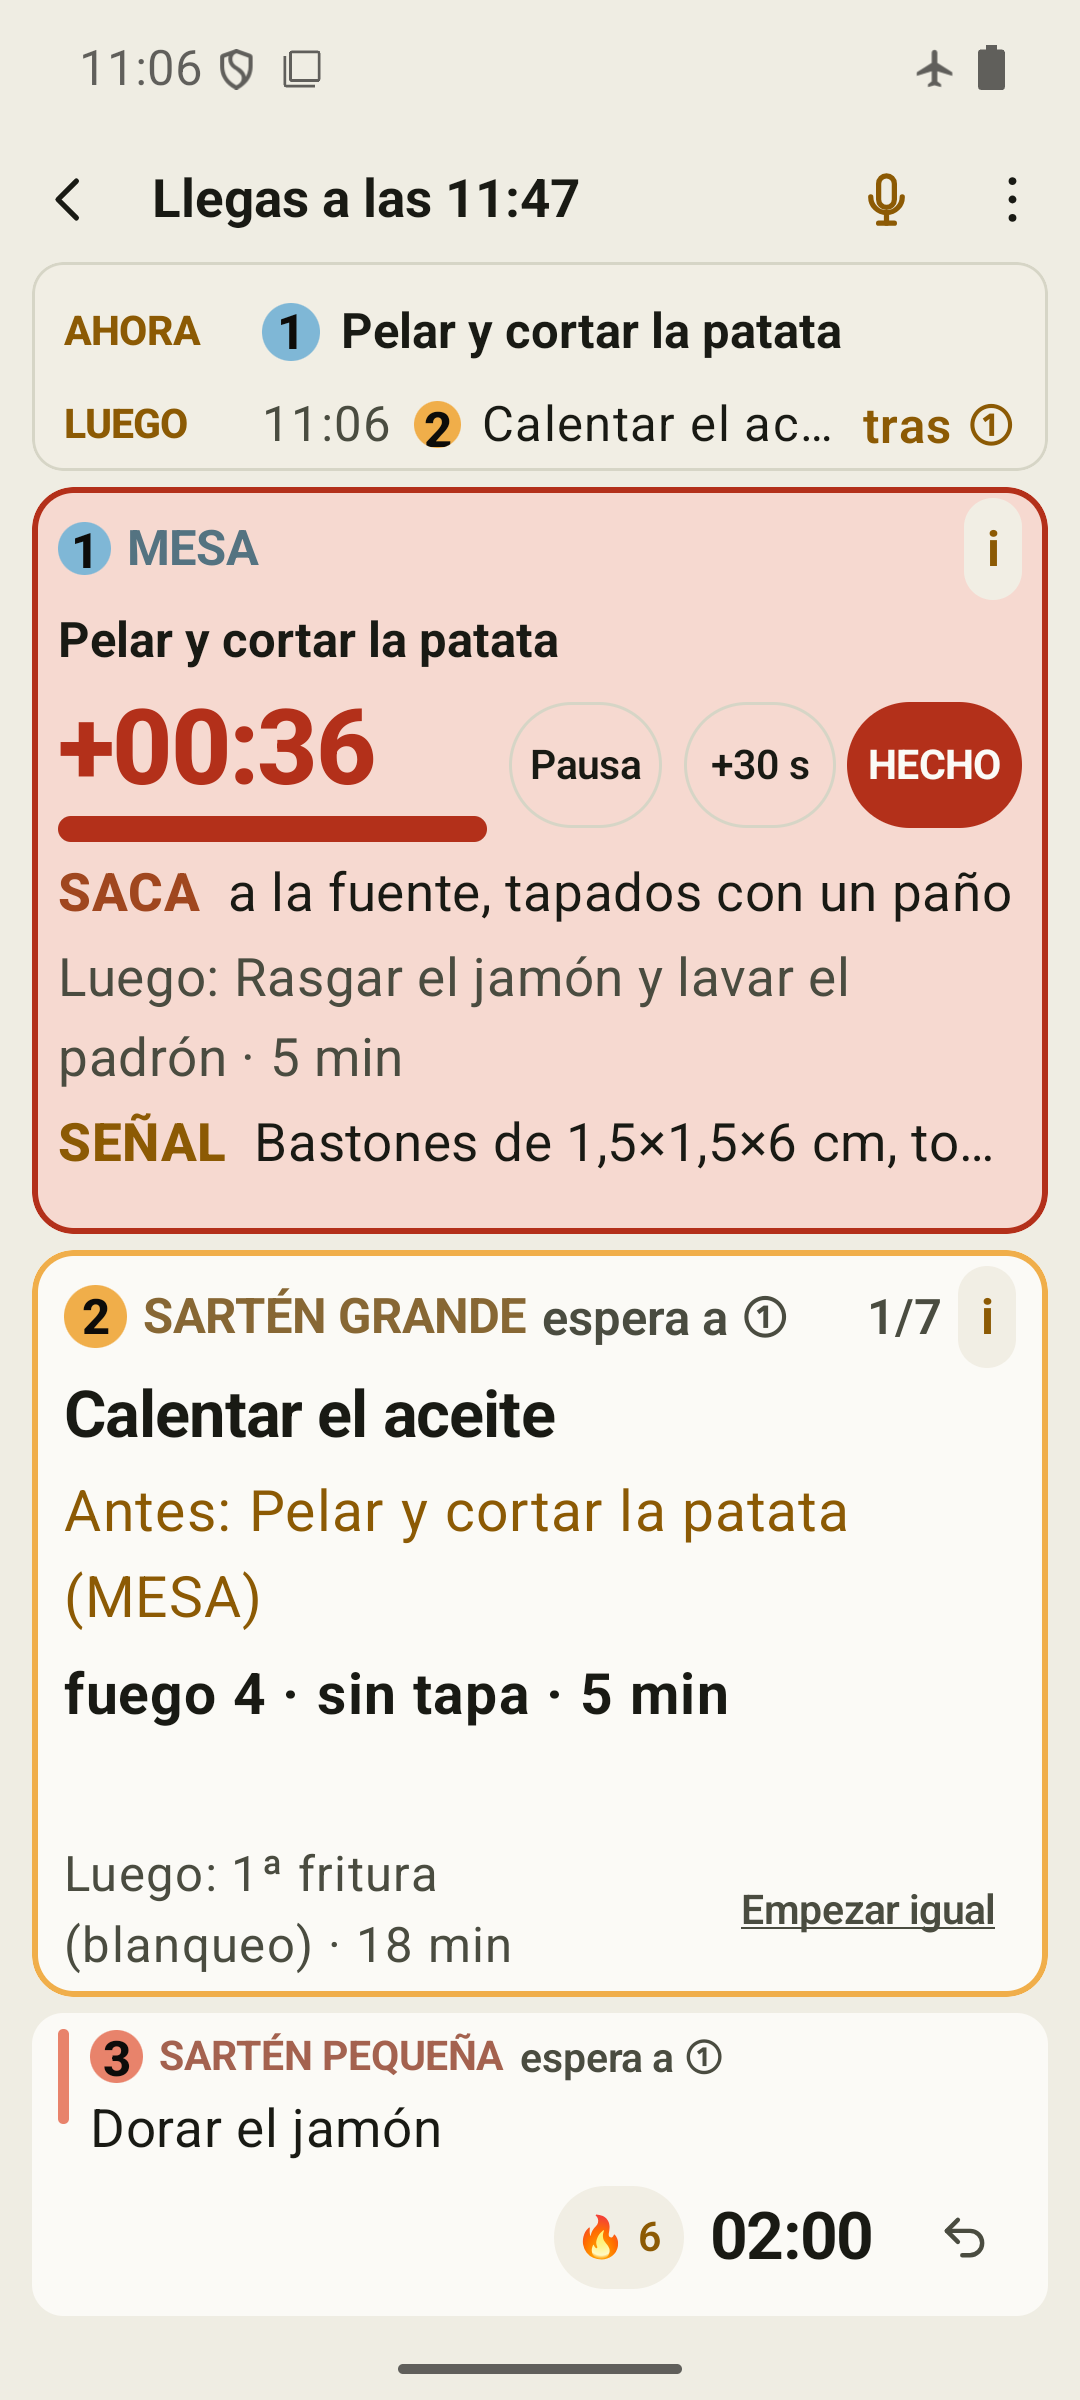 11:06
Llegas a las 11:47
AHORA 1 Pelar y cortar la patata
LUEGO 11:06 2 Calentar el ac... tras ①
1 MESA i
Pelar y cortar la patata
+00:36 Pausa +30 s HECHO
SACA a la fuente, tapados con un paño
Luego: Rasgar el jamón y lavar el
padrón · 5 min
SEÑAL Bastones de 1,5×1,5×6 cm, to...
2 SARTÉN GRANDE espera a ① 1/7 i
Calentar el aceite
Antes: Pelar y cortar la patata
(MESA)
fuego 4 · sin tapa · 5 min
Luego: 1ª fritura
(blanqueo) · 18 min
Empezar igual
3 SARTÉN PEQUEÑA espera a ①
Dorar el jamón
🔥 6 02:00